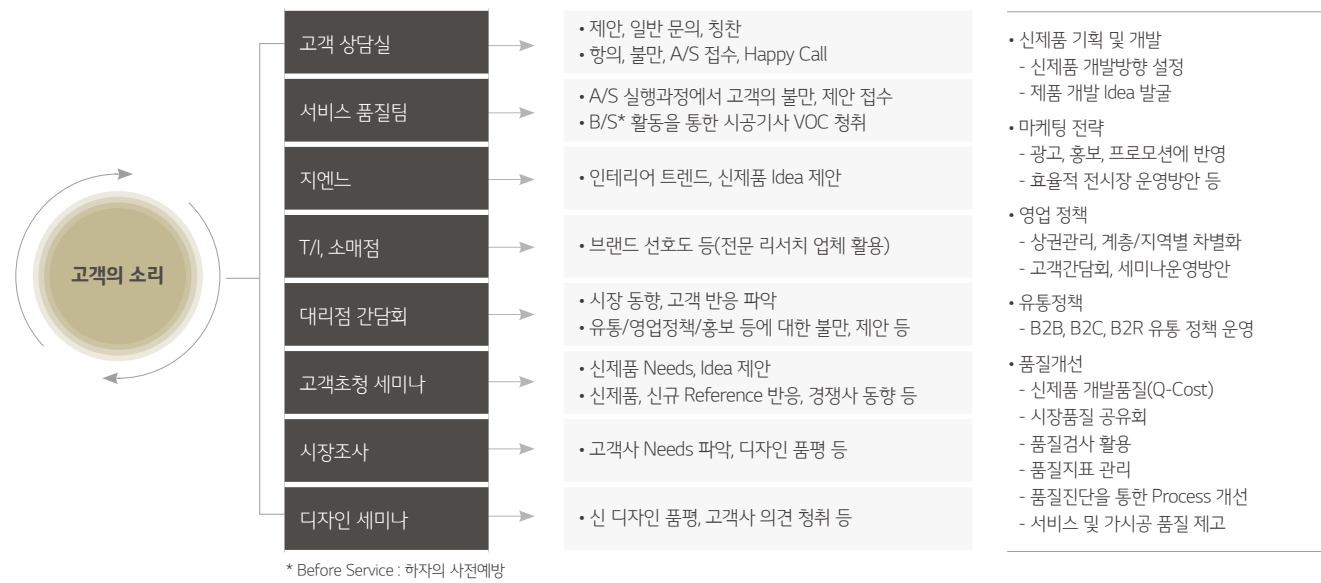 고객의 소리
고객 상담실
• 제안, 일반 문의, 칭찬
• 항의, 불만, A/S 접수, Happy Call
서비스 품질팀
• A/S 실행과정에서 고객의 불만, 제안 접수
• B/S* 활동을 통한 시공기사 VOC 청취
지엔느
• 인테리어 트렌드, 신제품 Idea 제안
T/I, 소매점
• 브랜드 선호도 등(전문 리서치 업체 활용)
대리점 간담회
• 시장 동향, 고객 반응 파악
• 유통/영업정책/홍보 등에 대한 불만, 제안 등
고객초청 세미나
• 신제품 Needs, Idea 제안
• 신제품, 신규 Reference 반응, 경쟁사 동향 등
시장조사
• 고객사 Needs 파악, 디자인 품평 등
디자인 세미나
• 신 디자인 품평, 고객사 의견 청취 등
* Before Service : 하자의 사전예방
• 신제품 기획 및 개발
- 신제품 개발방향 설정
- 제품 개발 Idea 발굴
• 마케팅 전략
- 광고, 홍보, 프로모션에 반영
- 효율적 전시장 운영방안 등
• 영업 정책
- 상권관리, 계층/지역별 차별화
- 고객간담회, 세미나운영방안
• 유통정책
- B2B, B2C, B2R 유통 정책 운영
• 품질개선
- 신제품 개발품질(Q-Cost)
- 시장품질 공유회
- 품질검사 활용
- 품질지표 관리
- 품질진단을 통한 Process 개선
- 서비스 및 가시공 품질 제고